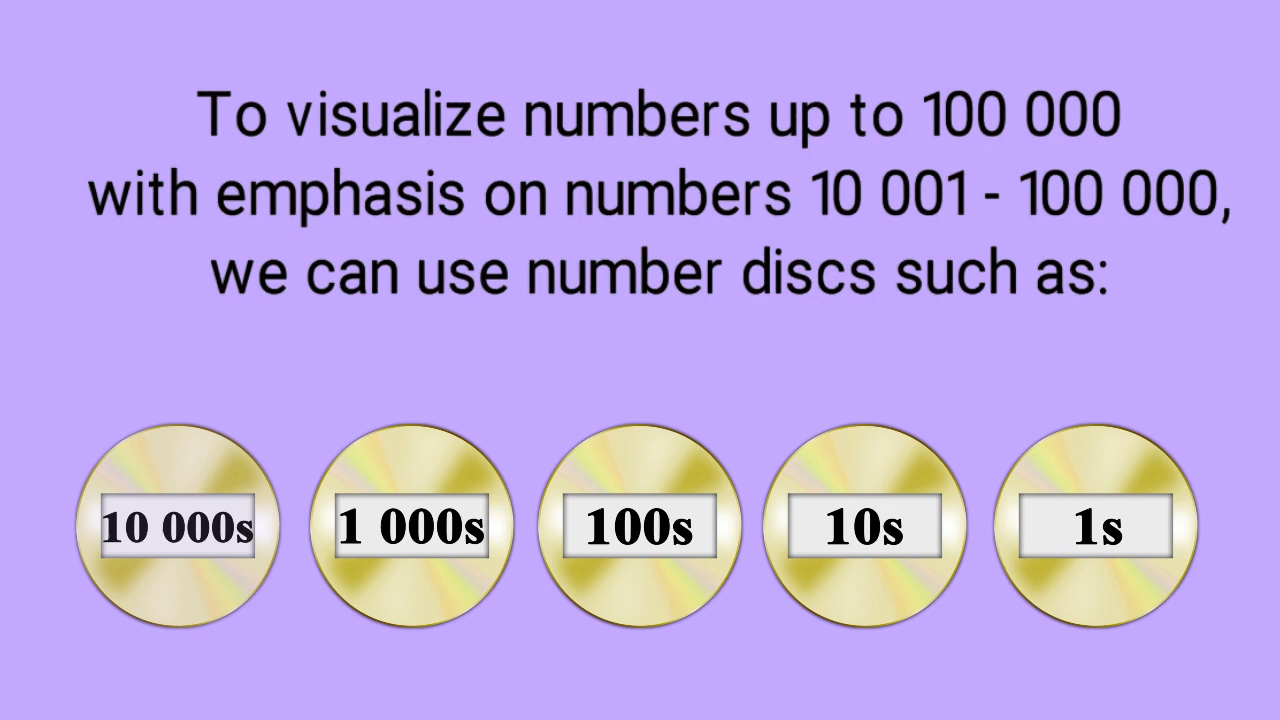 To visualize numbers up to 100 000
with emphasis on numbers 10 001 - 100 000,
we can use number discs such as:
10 000s 1 000s 100s 10s 1s